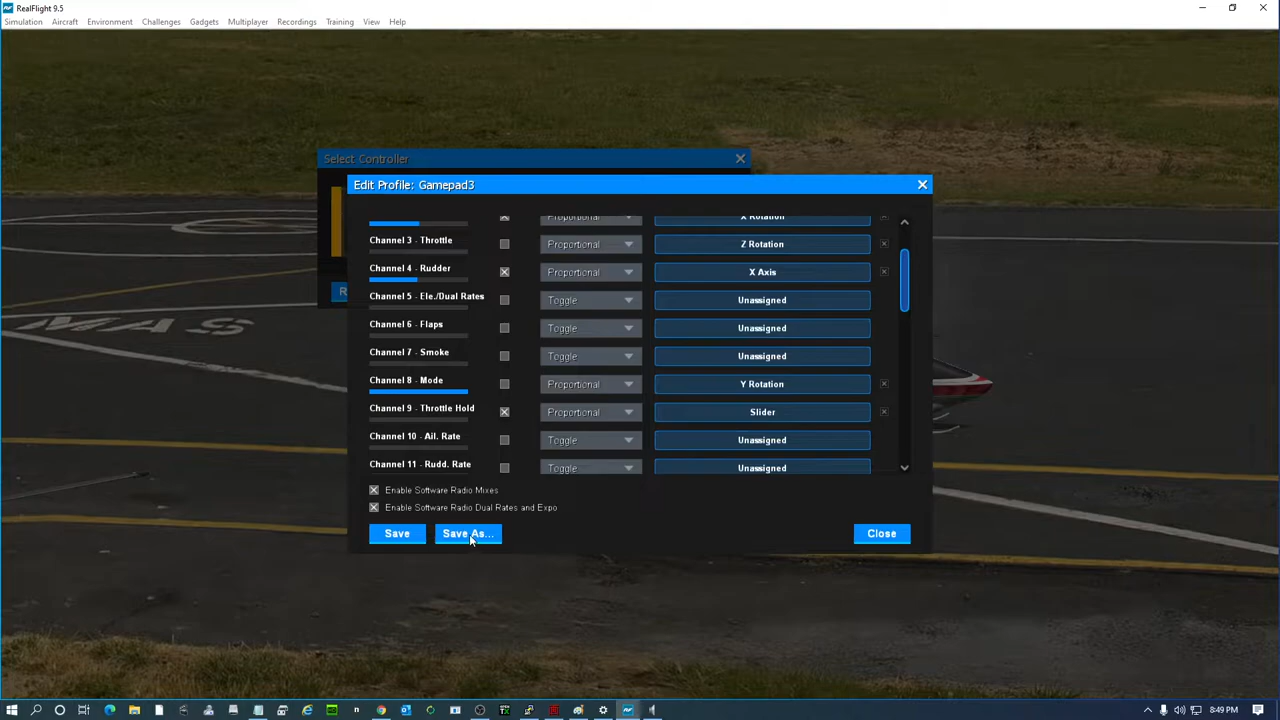 RealFlight 9.5
Simulation Aircraft Environment Challenges Gadgets Multiplayer Recordings Training View Help
Select Controller
Edit Profile: Gamepad3
Proportional X Rotation
Channel 3 - Throttle Proportional Z Rotation
Channel 4 - Rudder Proportional X Axis
Channel 5 - Ele./Dual Rates Toggle Unassigned
Channel 6 - Flaps Toggle Unassigned
Channel 7 - Smoke Toggle Unassigned
Channel 8 - Mode Proportional Y Rotation
Channel 9 - Throttle Hold Proportional Slider
Channel 10 - Ail. Rate Toggle Unassigned
Channel 11 - Rudd. Rate Toggle Unassigned
Enable Software Radio Mixes
Enable Software Radio Dual Rates and Expo
Save Save As... Close
MAS
8:49 PM